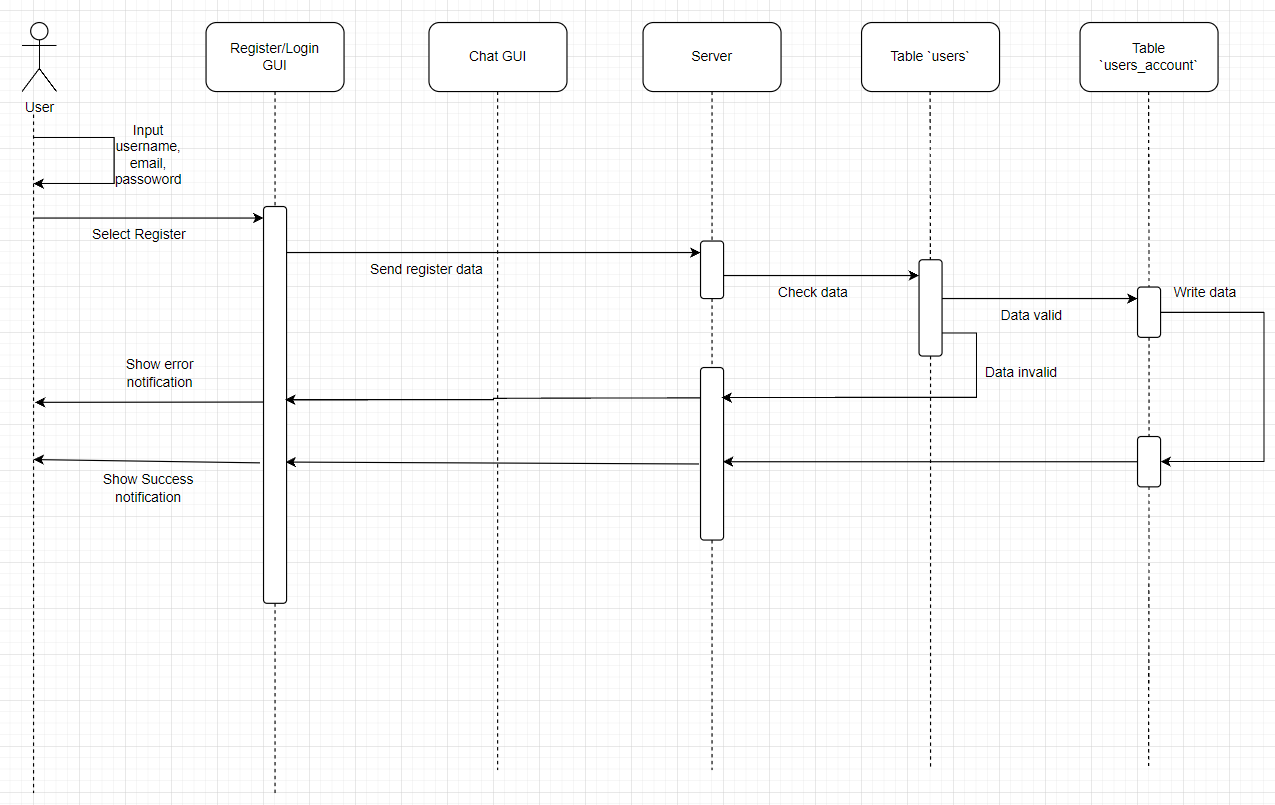 Register/Login
GUI
Chat GUI
Server
Table `users`
Table
`users_account`
User
Input
username,
email,
passoword
Select Register
Send register data
Check data
Write data
Data valid
Show error
notification
Data invalid
Show Success
notification